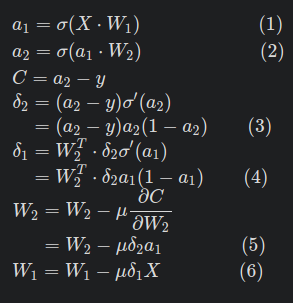 a₁ = σ(X · W₁) (1)
a₂ = σ(a₁ · W₂) (2)
C = a₂ − y
δ₂ = (a₂ − y)σ′(a₂)
= (a₂ − y)a₂(1 − a₂) (3)
δ₁ = W₂ᵀ · δ₂σ′(a₁)
= W₂ᵀ · δ₂a₁(1 − a₁) (4)
W₂ = W₂ − μ ∂C/∂W₂
= W₂ − μδ₂a₁ (5)
W₁ = W₁ − μδ₁X (6)